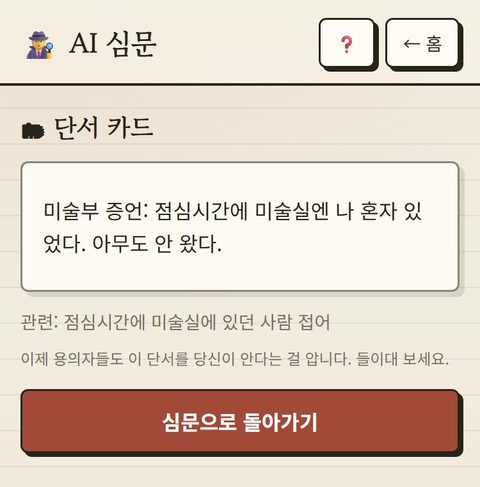 AI 심문
?
← 홈
단서 카드
미술부 증언: 점심시간에 미술실엔 나 혼자 있
었다. 아무도 안 왔다.
관련: 점심시간에 미술실에 있던 사람 접어
이제 용의자들도 이 단서를 당신이 안다는 걸 압니다. 들이대 보세요.
심문으로 돌아가기